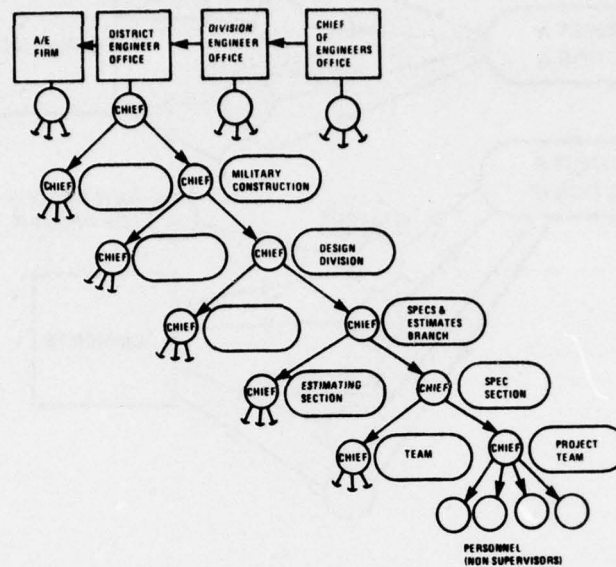 A/E
FIRM
DISTRICT
ENGINEER
OFFICE
DIVISION
ENGINEER
OFFICE
CHIEF
OF
ENGINEERS
OFFICE
CHIEF
CHIEF
CHIEF
MILITARY
CONSTRUCTION
CHIEF
CHIEF
DESIGN
DIVISION
CHIEF
CHIEF
SPECS &
ESTIMATES
BRANCH
CHIEF
ESTIMATING
SECTION
CHIEF
SPEC
SECTION
CHIEF
TEAM
CHIEF
PROJECT
TEAM
PERSONNEL
(NON SUPERVISORS)